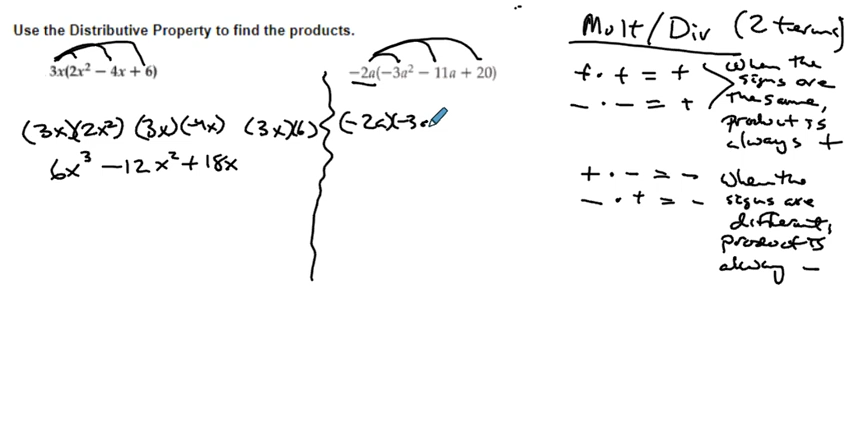 Use the Distributive Property to find the products.
3x(2x² − 4x + 6)
(3x)(2x²) (3x)(-4x) (3x)(6)
6x³ - 12x² + 18x
−2a(−3a² − 11a + 20)
(-2a)(-3a
Mult/Div (2 terms)
+ · + = +
- · - = +
When the
signs are
the same,
product is
always +
+ · - = -
- · + = -
When the
signs are
different,
product is
alway -